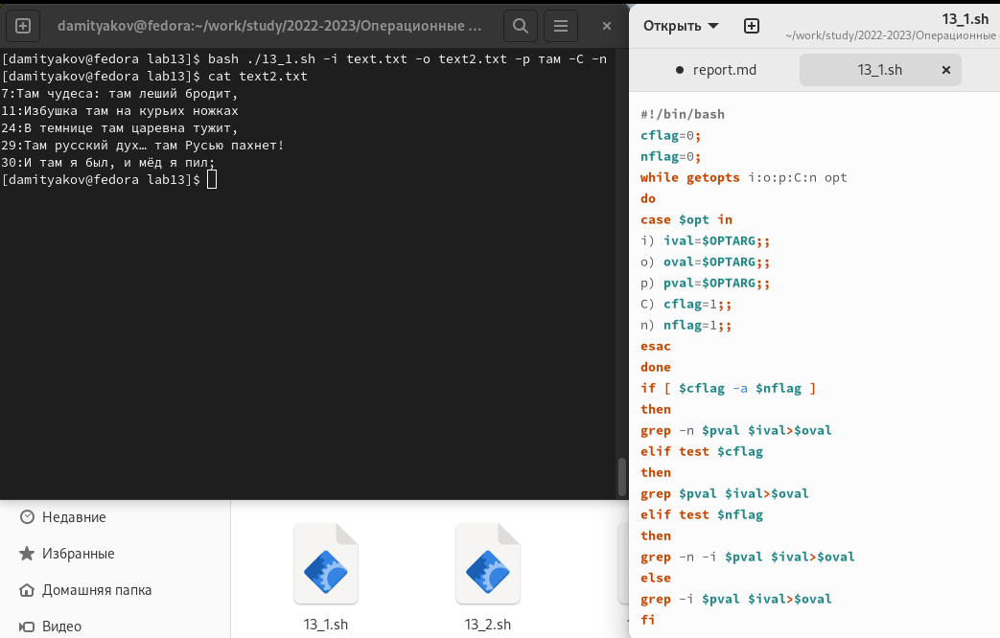 damityakov@fedora:~/work/study/2022-2023/Операционные ...
[damityakov@fedora lab13]$ bash ./13_1.sh -i text.txt -o text2.txt -p там -C -n
[damityakov@fedora lab13]$ cat text2.txt
7:Там чудеса: там леший бродит,
11:Избушка там на курьих ножках
24:В темнице там царевна тужит,
29:Там русский дух… там Русью пахнет!
30:И там я был, и мёд я пил;
[damityakov@fedora lab13]$
Открыть
13_1.sh
~/work/study/2022-2023/Операционные
report.md
13_1.sh
#!/bin/bash
cflag=0;
nflag=0;
while getopts i:o:p:C:n opt
do
case $opt in
i) ival=$OPTARG;;
o) oval=$OPTARG;;
p) pval=$OPTARG;;
C) cflag=1;;
n) nflag=1;;
esac
done
if [ $cflag -a $nflag ]
then
grep -n $pval $ival>$oval
elif test $cflag
then
grep $pval $ival>$oval
elif test $nflag
then
grep -n -i $pval $ival>$oval
else
grep -i $pval $ival>$oval
fi
Недавние
Избранные
Домашняя папка
Видео
13_1.sh
13_2.sh